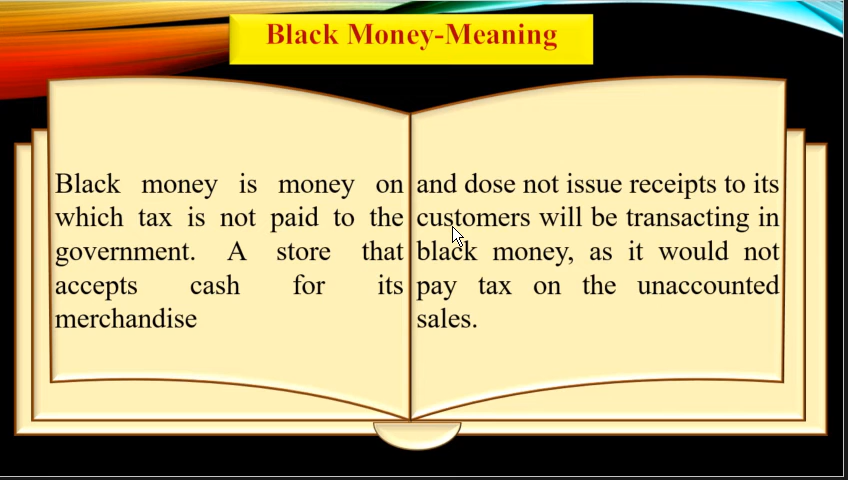 Black Money-Meaning
Black money is money on
which tax is not paid to the
government. A store that
accepts cash for its
merchandise
and dose not issue receipts to its
customers will be transacting in
black money, as it would not
pay tax on the unaccounted
sales.